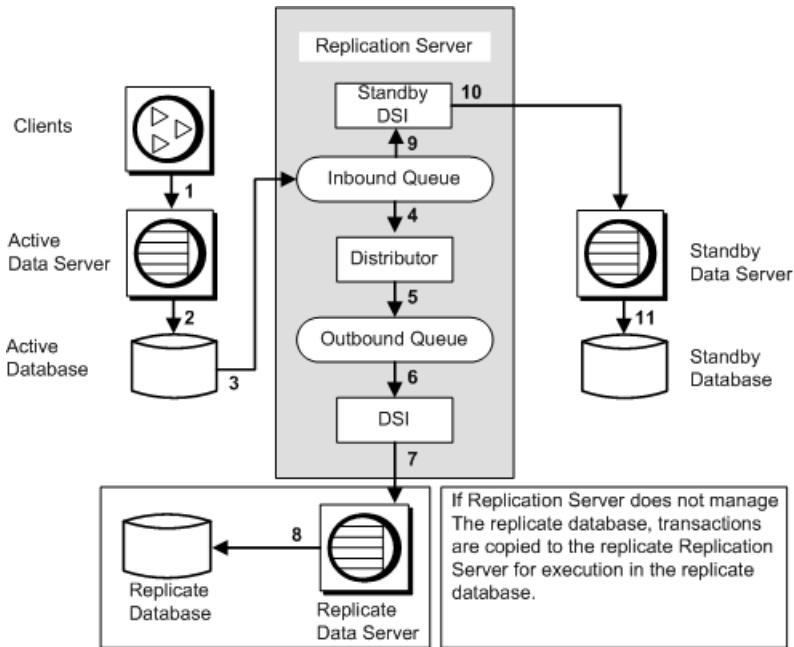 Replication Server
Standby
DSI
10
Clients
9
1
Inbound Queue
4
Active
Data Server
Distributor
Standby
Data Server
5
2
11
Outbound Queue
Active
Database
3
6
Standby
Database
DSI
7
8
Replicate
Database
Replicate
Data Server
If Replication Server does not manage
The replicate database, transactions
are copied to the replicate Replication
Server for execution in the replicate
database.